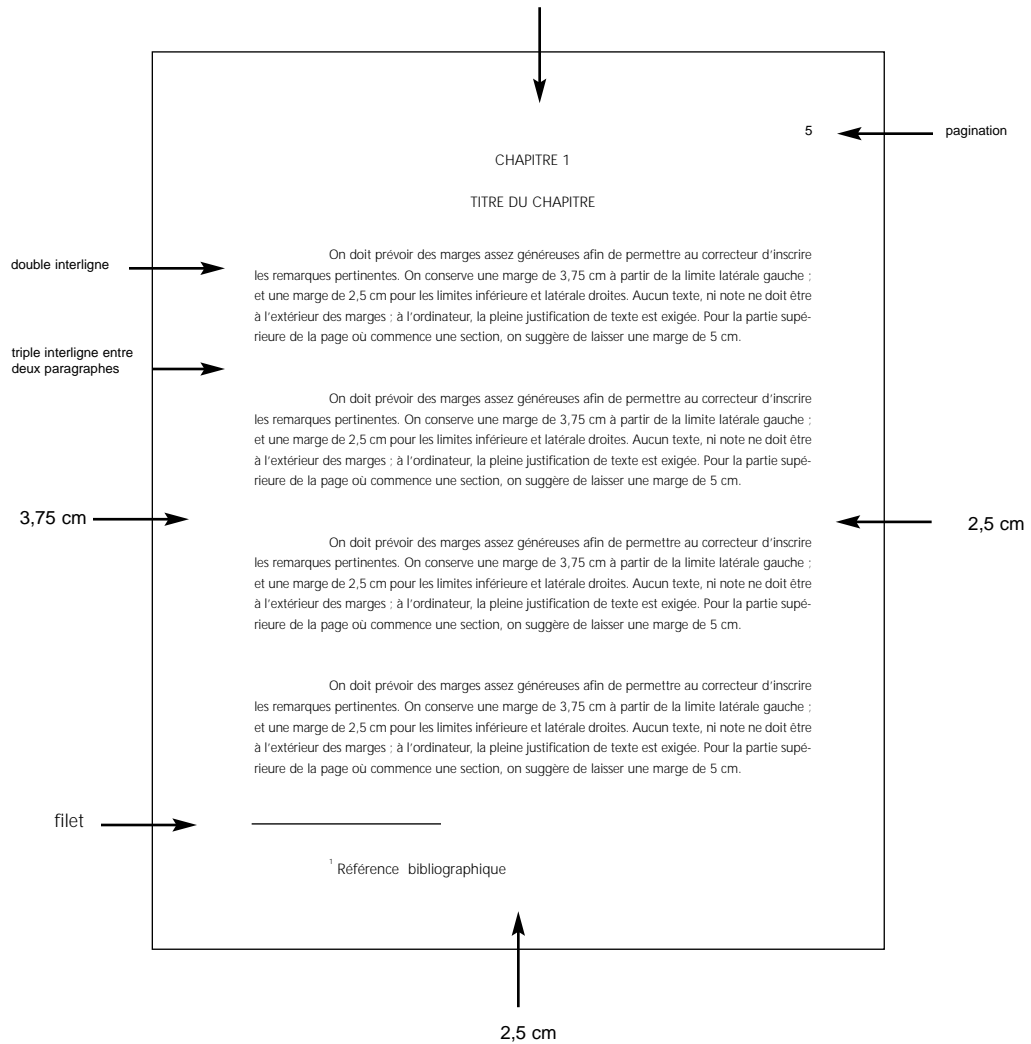 5
pagination
CHAPITRE 1
TITRE DU CHAPITRE
double interligne
On doit prévoir des marges assez généreuses afin de permettre au correcteur d'inscrire
les remarques pertinentes. On conserve une marge de 3,75 cm à partir de la limite latérale gauche ;
et une marge de 2,5 cm pour les limites inférieure et latérale droites. Aucun texte, ni note ne doit être
à l'extérieur des marges ; à l'ordinateur, la pleine justification de texte est exigée. Pour la partie supé-
rieure de la page où commence une section, on suggère de laisser une marge de 5 cm.
triple interligne entre
deux paragraphes
On doit prévoir des marges assez généreuses afin de permettre au correcteur d'inscrire
les remarques pertinentes. On conserve une marge de 3,75 cm à partir de la limite latérale gauche ;
et une marge de 2,5 cm pour les limites inférieure et latérale droites. Aucun texte, ni note ne doit être
à l'extérieur des marges ; à l'ordinateur, la pleine justification de texte est exigée. Pour la partie supé-
rieure de la page où commence une section, on suggère de laisser une marge de 5 cm.
3,75 cm
2,5 cm
On doit prévoir des marges assez généreuses afin de permettre au correcteur d'inscrire
les remarques pertinentes. On conserve une marge de 3,75 cm à partir de la limite latérale gauche ;
et une marge de 2,5 cm pour les limites inférieure et latérale droites. Aucun texte, ni note ne doit être
à l'extérieur des marges ; à l'ordinateur, la pleine justification de texte est exigée. Pour la partie supé-
rieure de la page où commence une section, on suggère de laisser une marge de 5 cm.
On doit prévoir des marges assez généreuses afin de permettre au correcteur d'inscrire
les remarques pertinentes. On conserve une marge de 3,75 cm à partir de la limite latérale gauche ;
et une marge de 2,5 cm pour les limites inférieure et latérale droites. Aucun texte, ni note ne doit être
à l'extérieur des marges ; à l'ordinateur, la pleine justification de texte est exigée. Pour la partie supé-
rieure de la page où commence une section, on suggère de laisser une marge de 5 cm.
filet
1 Référence bibliographique
2,5 cm